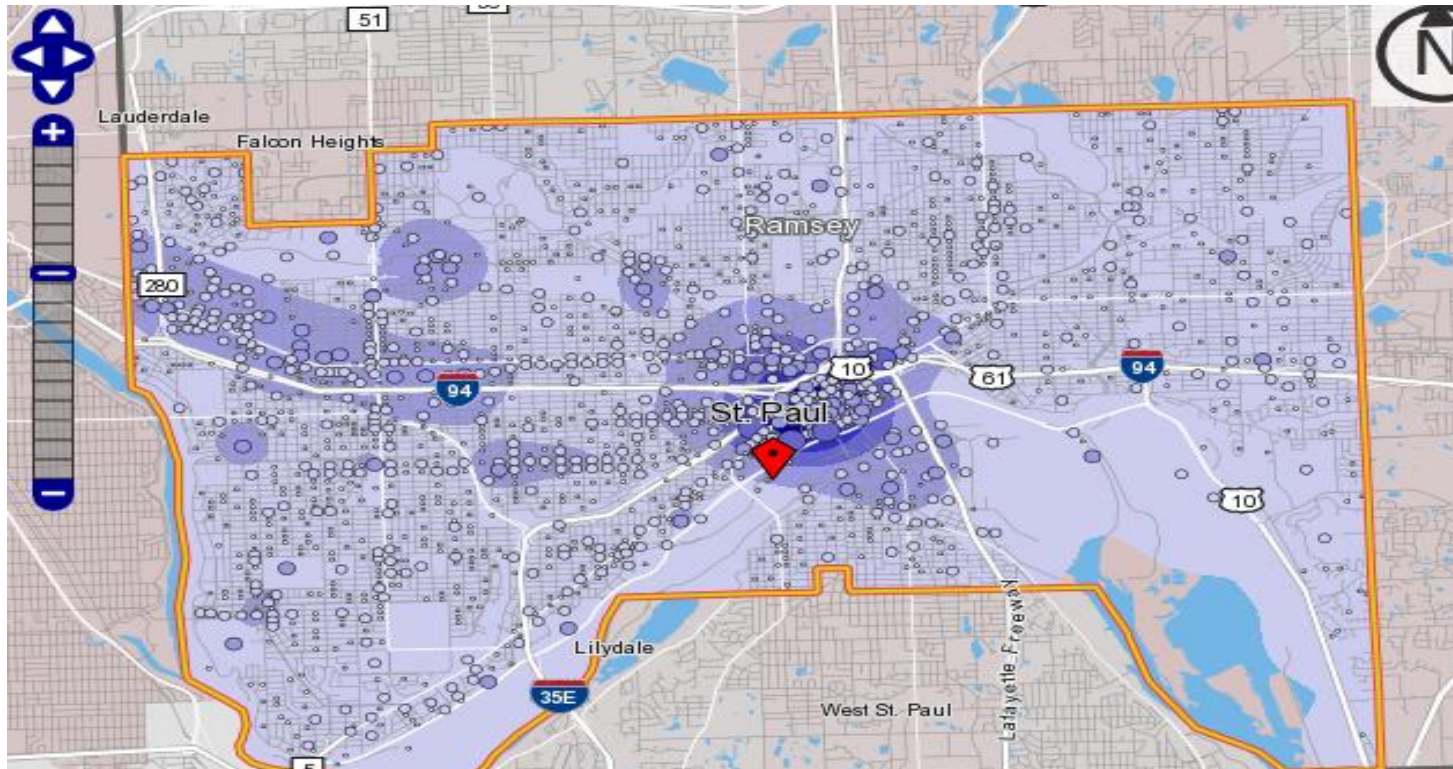 51
N
Lauderdale
Falcon Heights
Ramsey
280
10
94
61
94
St. Paul
10
Lilydale
35E
Lafayette Freeway
West St. Paul
5